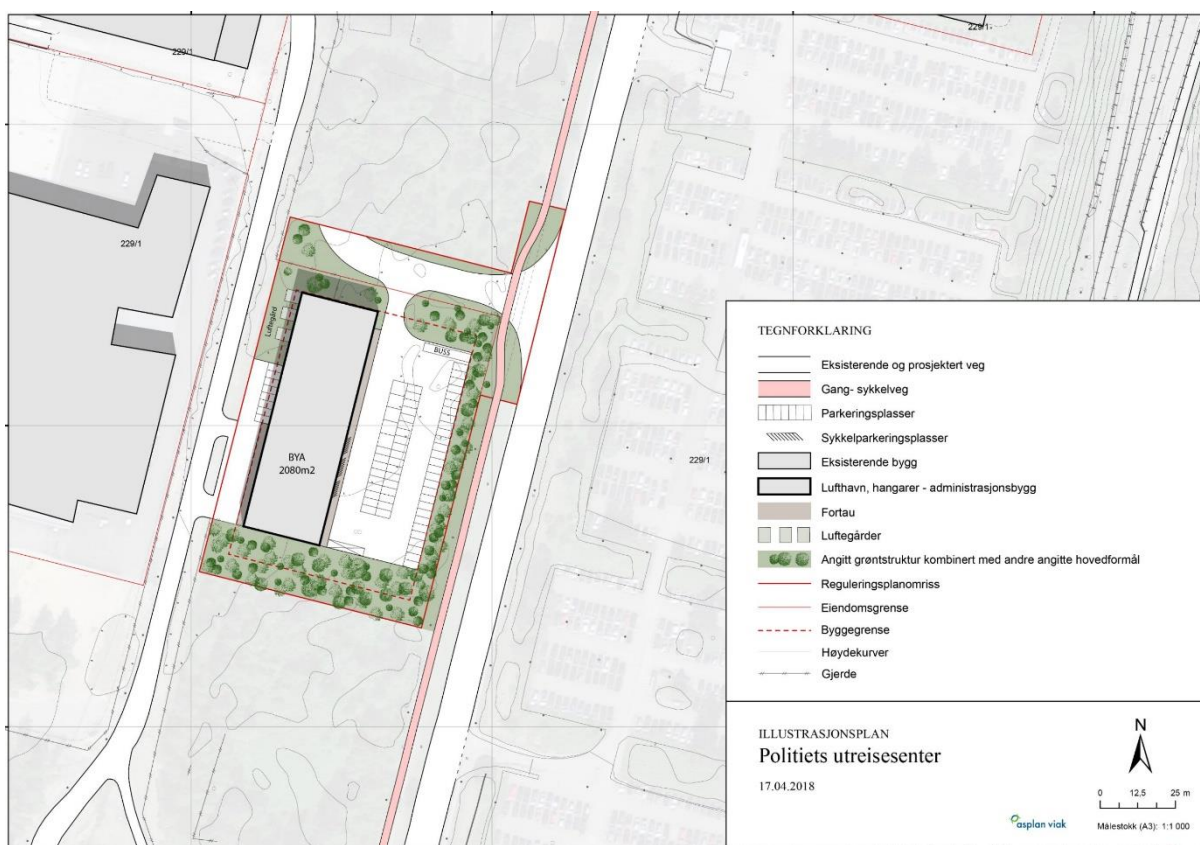 229/1
229/1
229/1
Luftegård
BUSS
BYA
2080m2
229/1
TEGNFORKLARING
Eksisterende og prosjektert veg
Gang- sykkelveg
Parkeringsplasser
Sykkelparkeringsplasser
Eksisterende bygg
Lufthavn, hangarer - administrasjonsbygg
Fortau
Luftegårder
Angitt grøntstruktur kombinert med andre angitte hovedformål
Reguleringsplanomriss
Eiendomsgrense
Byggegrense
Høydekurver
Gjerde
ILLUSTRASJONSPLAN
Politiets utreisesenter
17.04.2018
N
0 12,5 25 m
asplan viak
Målestokk (A3): 1:1 000